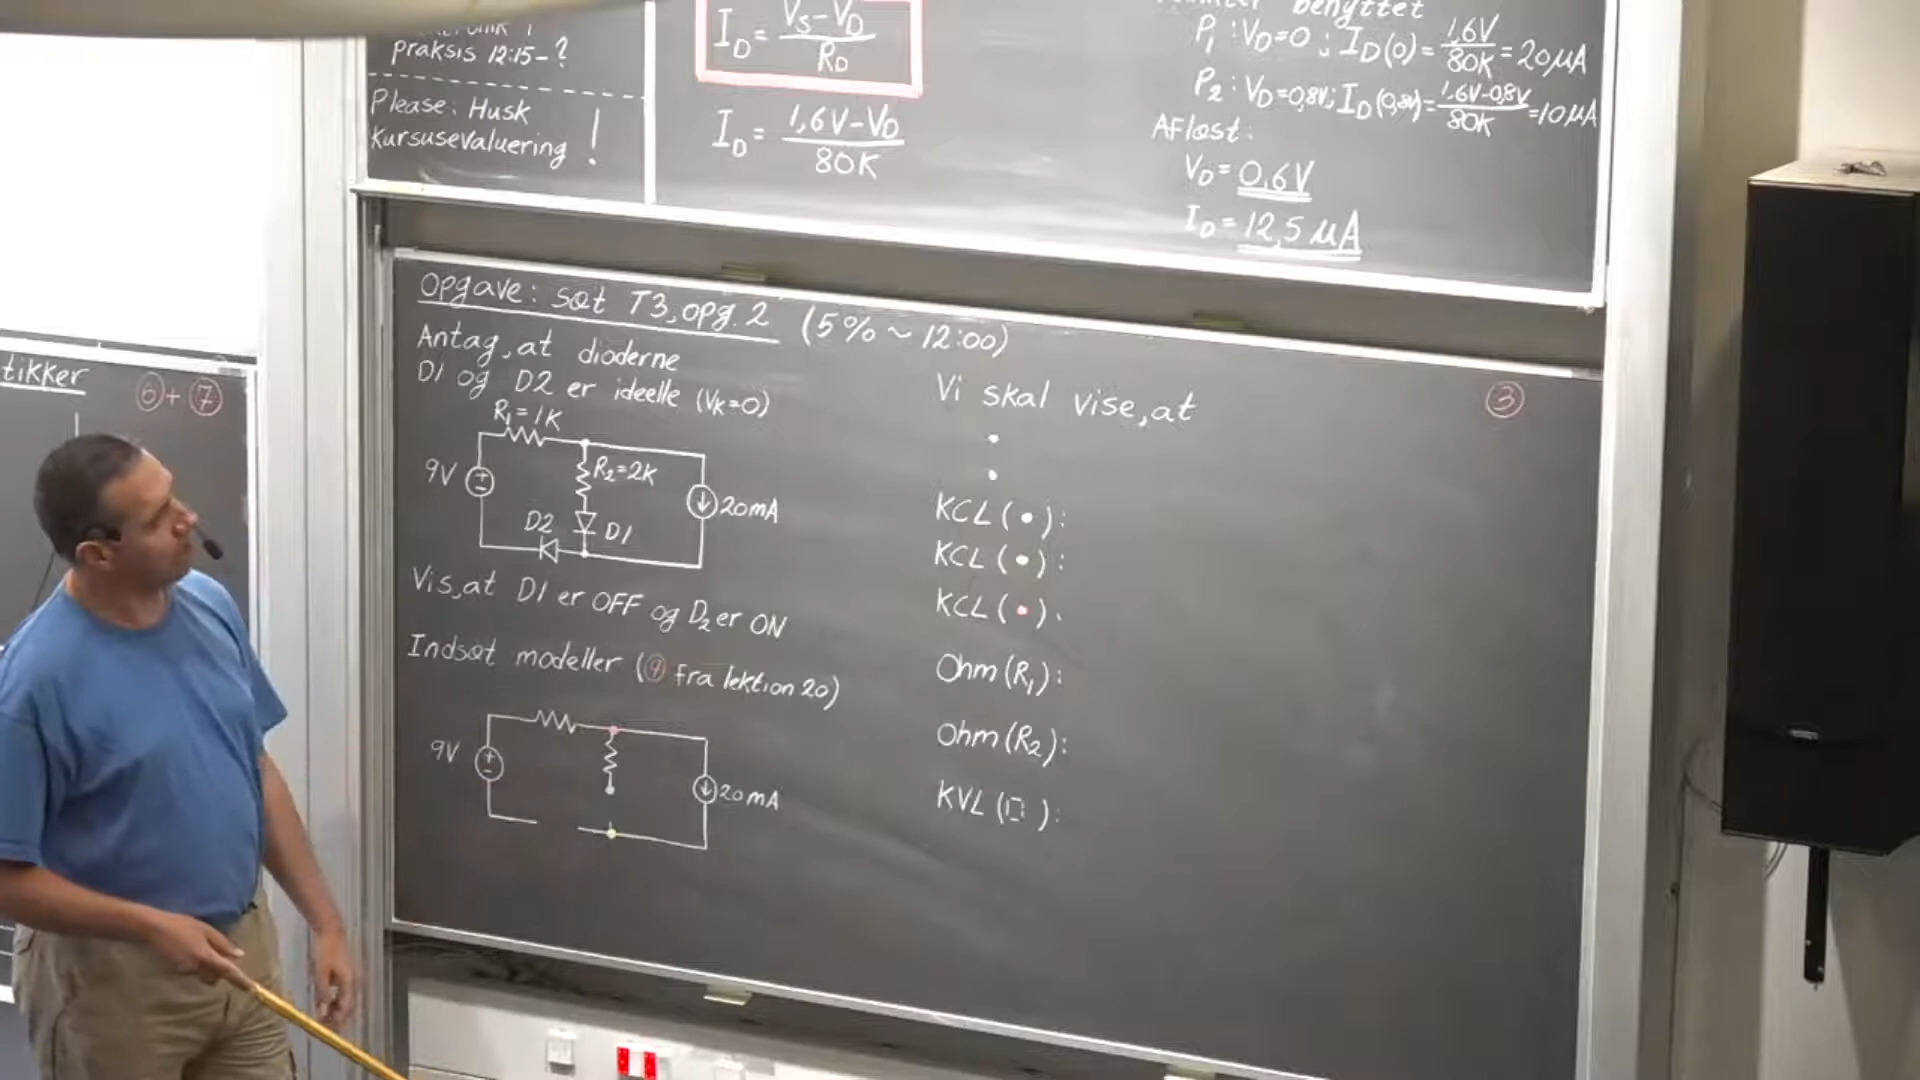 praksis 12:15-?
Please: Husk
kursusevaluering !
I_D = (V_S-V_D)/R_D
I_D = (1,6V-V_D)/80K
benyttet
P_1: V_D=0; I_D(0) = 1,6V/80K = 20μA
P_2: V_D=0,8V; I_D(0,8V) = (1,6V-0,8V)/80K = 10μA
Aflæst:
V_D = 0,6V
I_D = 12,5 μA
tikker
⑥+⑦
Opgave: sæt T3, opg. 2 (5% ~ 12:00)
Antag, at dioderne
D1 og D2 er ideelle (V_K=0)
R_1=1K
9V
R_2=2K
20mA
D2
D1
Vis, at D1 er OFF og D_2 er ON
Indsæt modeller (④ fra lektion 20)
9V
20mA
Vi skal vise, at
•
•
KCL (•):
KCL (•):
KCL (•):
Ohm (R_1):
Ohm (R_2):
KVL (□):
③